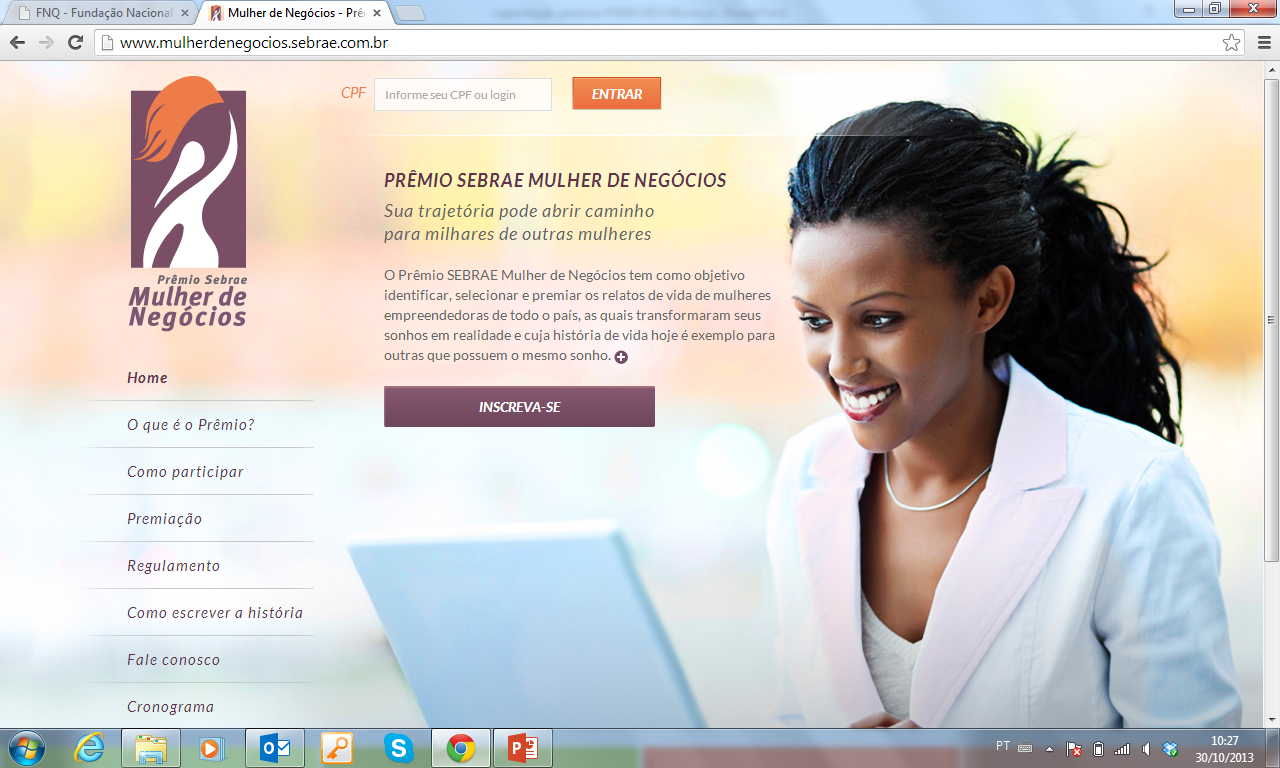 FNQ - Fundação Nacional
Mulher de Negócios - Prê
www.mulherdenegocios.sebrae.com.br
CPF
Informe seu CPF ou login
ENTRAR
Prêmio Sebrae
Mulher de
Negócios
PRÊMIO SEBRAE MULHER DE NEGÓCIOS
Sua trajetória pode abrir caminho
para milhares de outras mulheres
O Prêmio SEBRAE Mulher de Negócios tem como objetivo
identificar, selecionar e premiar os relatos de vida de mulheres
empreendedoras de todo o país, as quais transformaram seus
sonhos em realidade e cuja história de vida hoje é exemplo para
outras que possuem o mesmo sonho.
INSCREVA-SE
Home
O que é o Prêmio?
Como participar
Premiação
Regulamento
Como escrever a história
Fale conosco
Cronograma
PT
10:27
30/10/2013